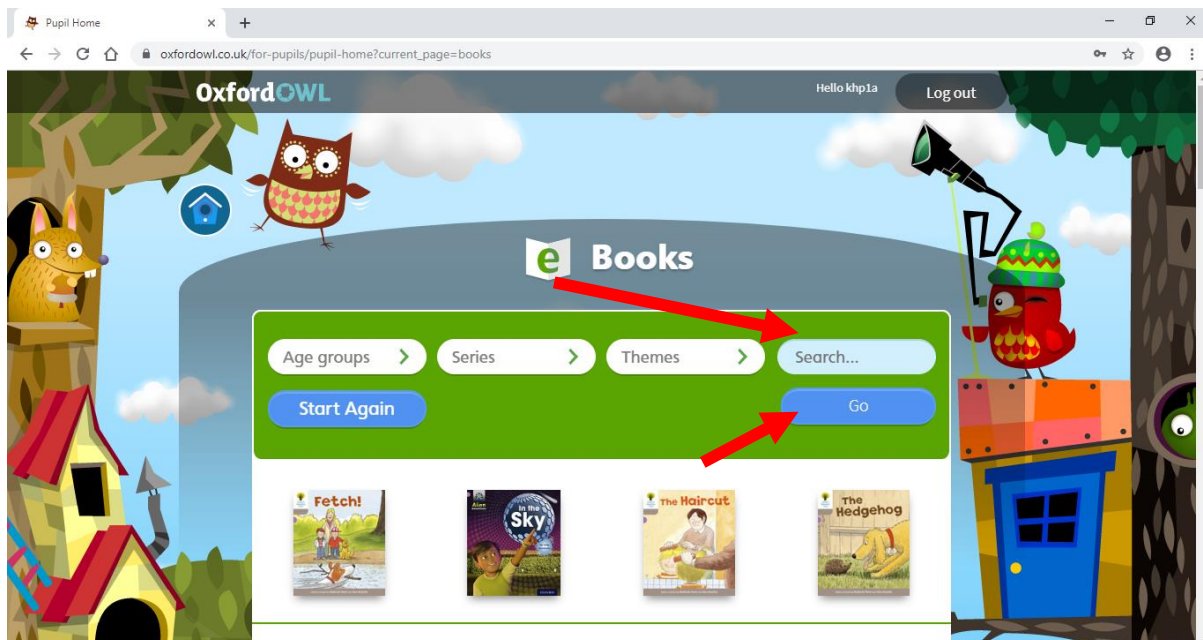 Pupil Home
oxfordowl.co.uk/for-pupils/pupil-home?current_page=books
OxfordOWL
Hello khp1a
Log out
e Books
Age groups
Series
Themes
Search...
Start Again
Go
Fetch!
Alien
In the
Sky
The Haircut
The
Hedgehog